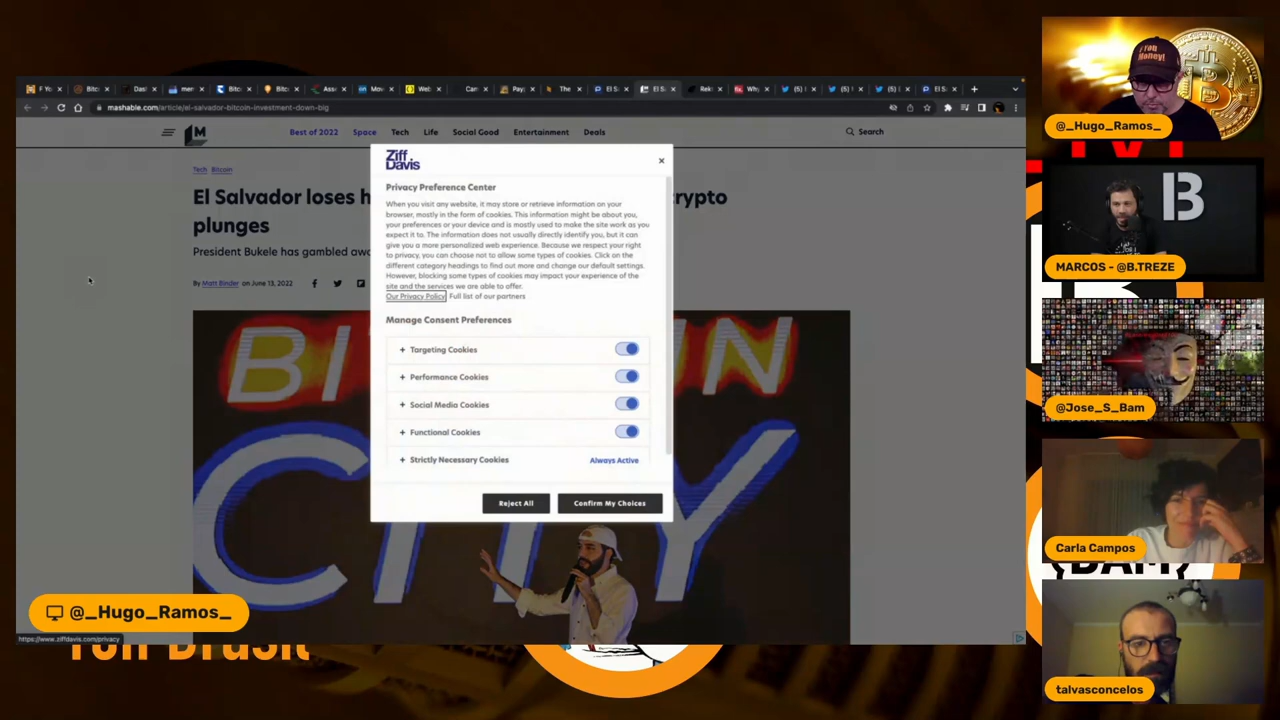 mashable.com/article/el-salvador-bitcoin-investment-down-big
Best of 2022
Space
Tech
Life
Social Good
Entertainment
Deals
Search
Tech Bitcoin
El Salvador loses
crypto
plunges
President Bukele has gambled
By Matt Binder on June 13, 2022
Ziff
Davis
Privacy Preference Center
When you visit any website, it may store or retrieve information on your
browser, mostly in the form of cookies. This information might be about you,
your preferences or your device and is mostly used to make the site work as you
expect it to. The information does not usually directly identify you, but it can
give you a more personalized web experience. Because we respect your right
to privacy, you can choose not to allow some types of cookies. Click on the
different category headings to find out more and change our default settings.
However, blocking some types of cookies may impact your experience of the
site and the services we are able to offer.
Our Privacy Policy Full list of our partners
Manage Consent Preferences
+ Targeting Cookies
+ Performance Cookies
+ Social Media Cookies
+ Functional Cookies
+ Strictly Necessary Cookies Always Active
Reject All
Confirm My Choices
CITY
@_Hugo_Ramos_
https://www.ziffdavis.com/privacy
@_Hugo_Ramos_
B
MARCOS - @B.TREZE
@Jose_S_Bam
Carla Campos
talvasconcelos